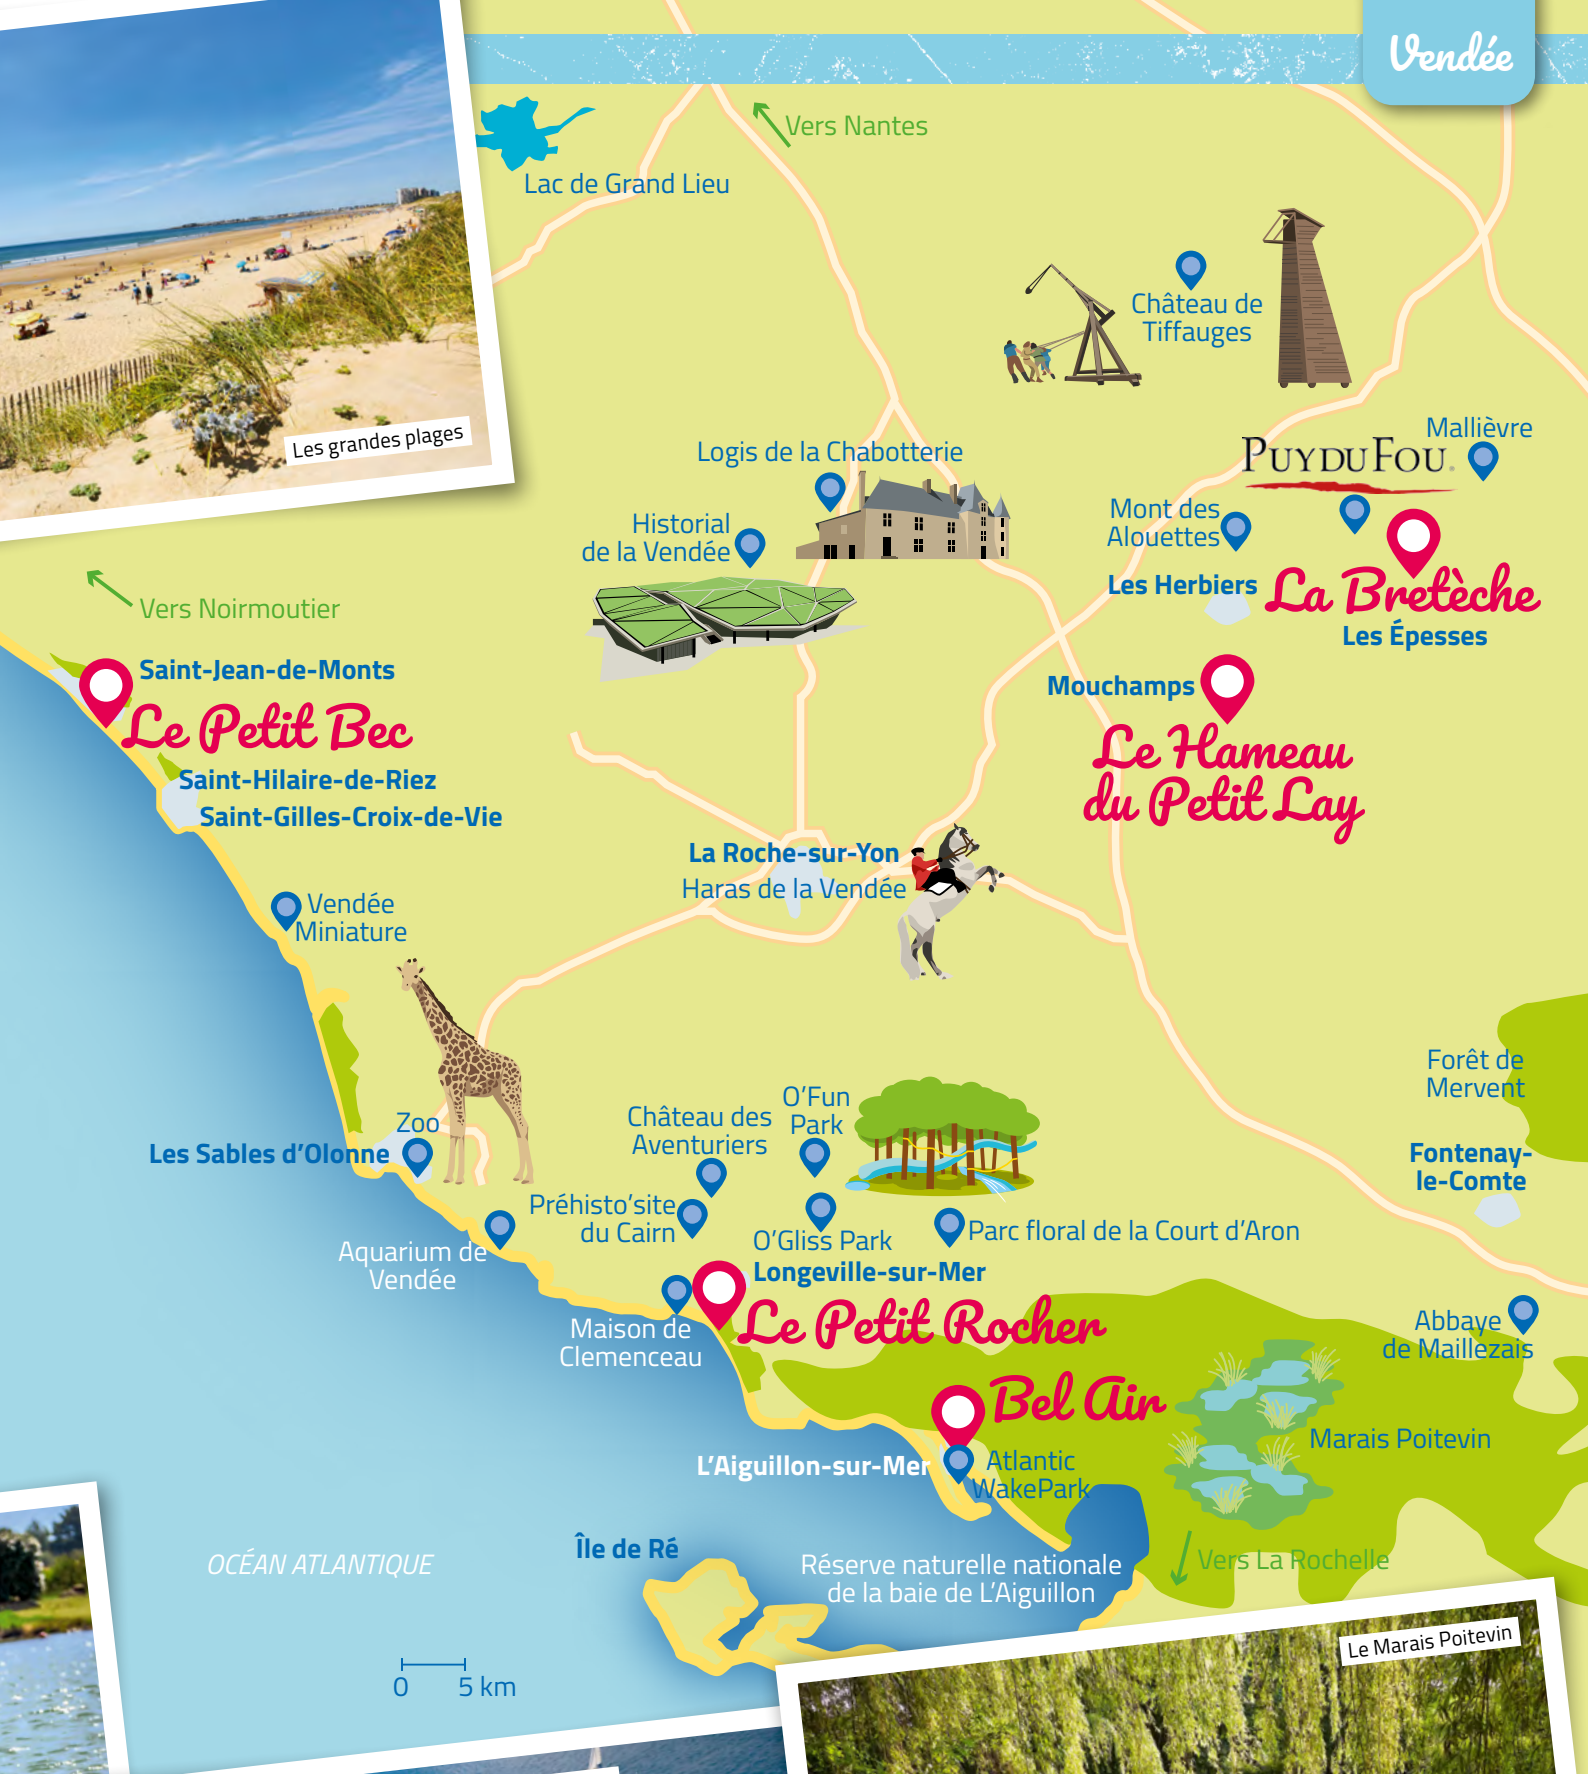 Vendée
Vers Nantes
Lac de Grand Lieu
Château de
Tiffauges
Les grandes plages
Mallièvre
PUY DU FOU
Logis de la Chabotterie
Historial
de la Vendée
Mont des
Alouettes
Les Herbiers
La Bretèche
Les Épesses
Vers Noirmoutier
Saint-Jean-de-Monts
Le Petit Bec
Mouchamps
Le Hameau
du Petit Lay
Saint-Hilaire-de-Riez
Saint-Gilles-Croix-de-Vie
La Roche-sur-Yon
Haras de la Vendée
Vendée
Miniature
Forêt de
Mervent
Zoo
Les Sables d'Olonne
Château des
Aventuriers
O'Fun
Park
Fontenay-
le-Comte
Préhisto'site
du Cairn
O'Gliss Park
Parc floral de la Court d'Aron
Aquarium de
Vendée
Longeville-sur-Mer
Le Petit Rocher
Maison de
Clemenceau
Abbaye
de Maillezais
Bel Air
Marais Poitevin
L'Aiguillon-sur-Mer
Atlantic
WakePark
OCÉAN ATLANTIQUE
Île de Ré
Réserve naturelle nationale
de la baie de L'Aiguillon
Vers La Rochelle
Le Marais Poitevin
0 5 km